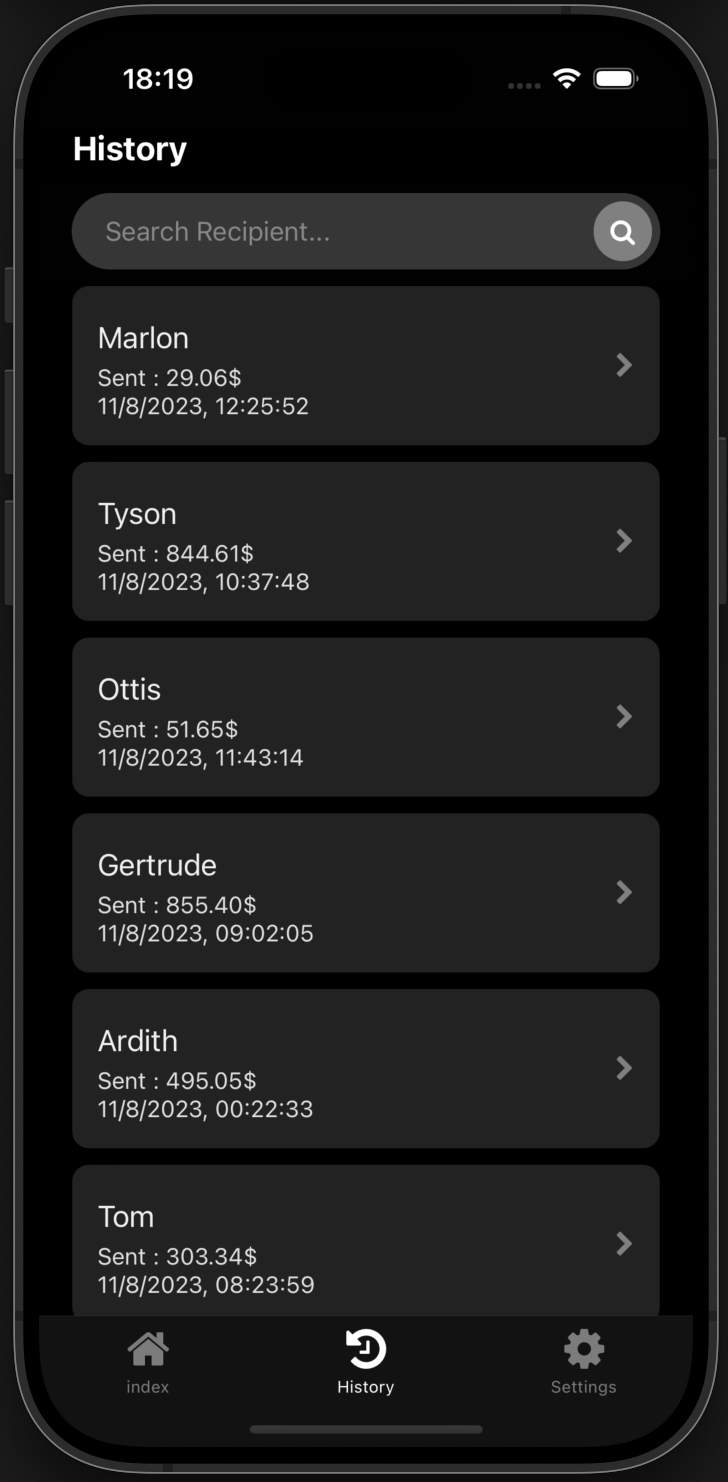 18:19
History
Search Recipient...
Marlon
Sent : 29.06$
11/8/2023, 12:25:52
Tyson
Sent : 844.61$
11/8/2023, 10:37:48
Ottis
Sent : 51.65$
11/8/2023, 11:43:14
Gertrude
Sent : 855.40$
11/8/2023, 09:02:05
Ardith
Sent : 495.05$
11/8/2023, 00:22:33
Tom
Sent : 303.34$
11/8/2023, 08:23:59
index History Settings